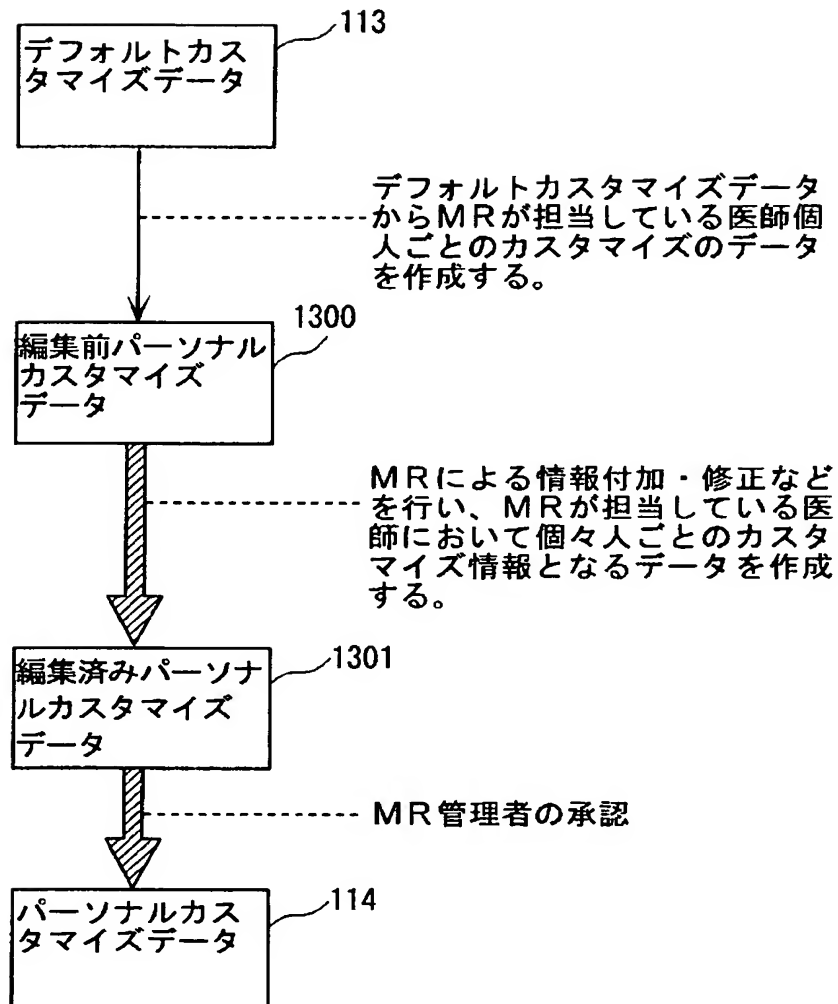 113
デフォルトカス
タマイズデータ
デフォルトカスタマイズデータ
からMRが担当している医師個
人ごとのカスタマイズのデータ
を作成する。
1300
編集前パーソナル
カスタマイズ
データ
MRによる情報付加・修正など
を行い、MRが担当している医
師において個々人ごとのカスタ
マイズ情報となるデータを作成
する。
1301
編集済みパーソナ
ルカスタマイズ
データ
MR管理者の承認
114
パーソナルカス
タマイズデータ